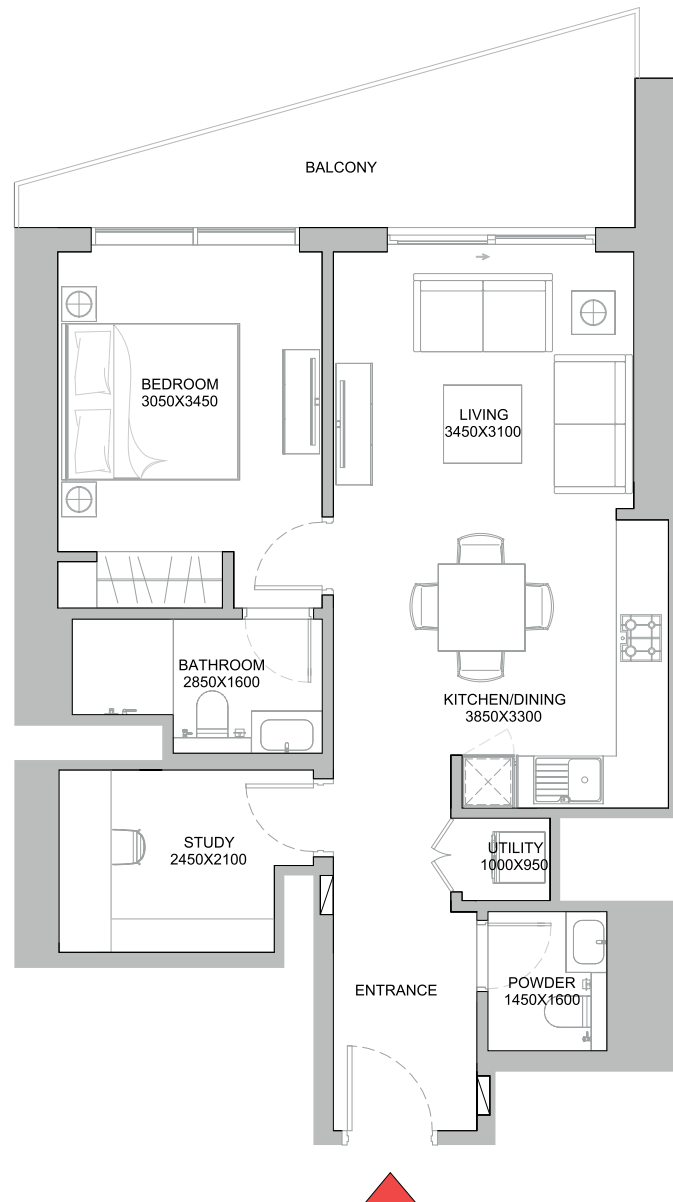 BALCONY
BEDROOM
3050X3450
LIVING
3450X3100
BATHROOM
2850X1600
KITCHEN/DINING
3850X3300
STUDY
2450X2100
UTILITY
1000X950
ENTRANCE
POWDER
1450X1600